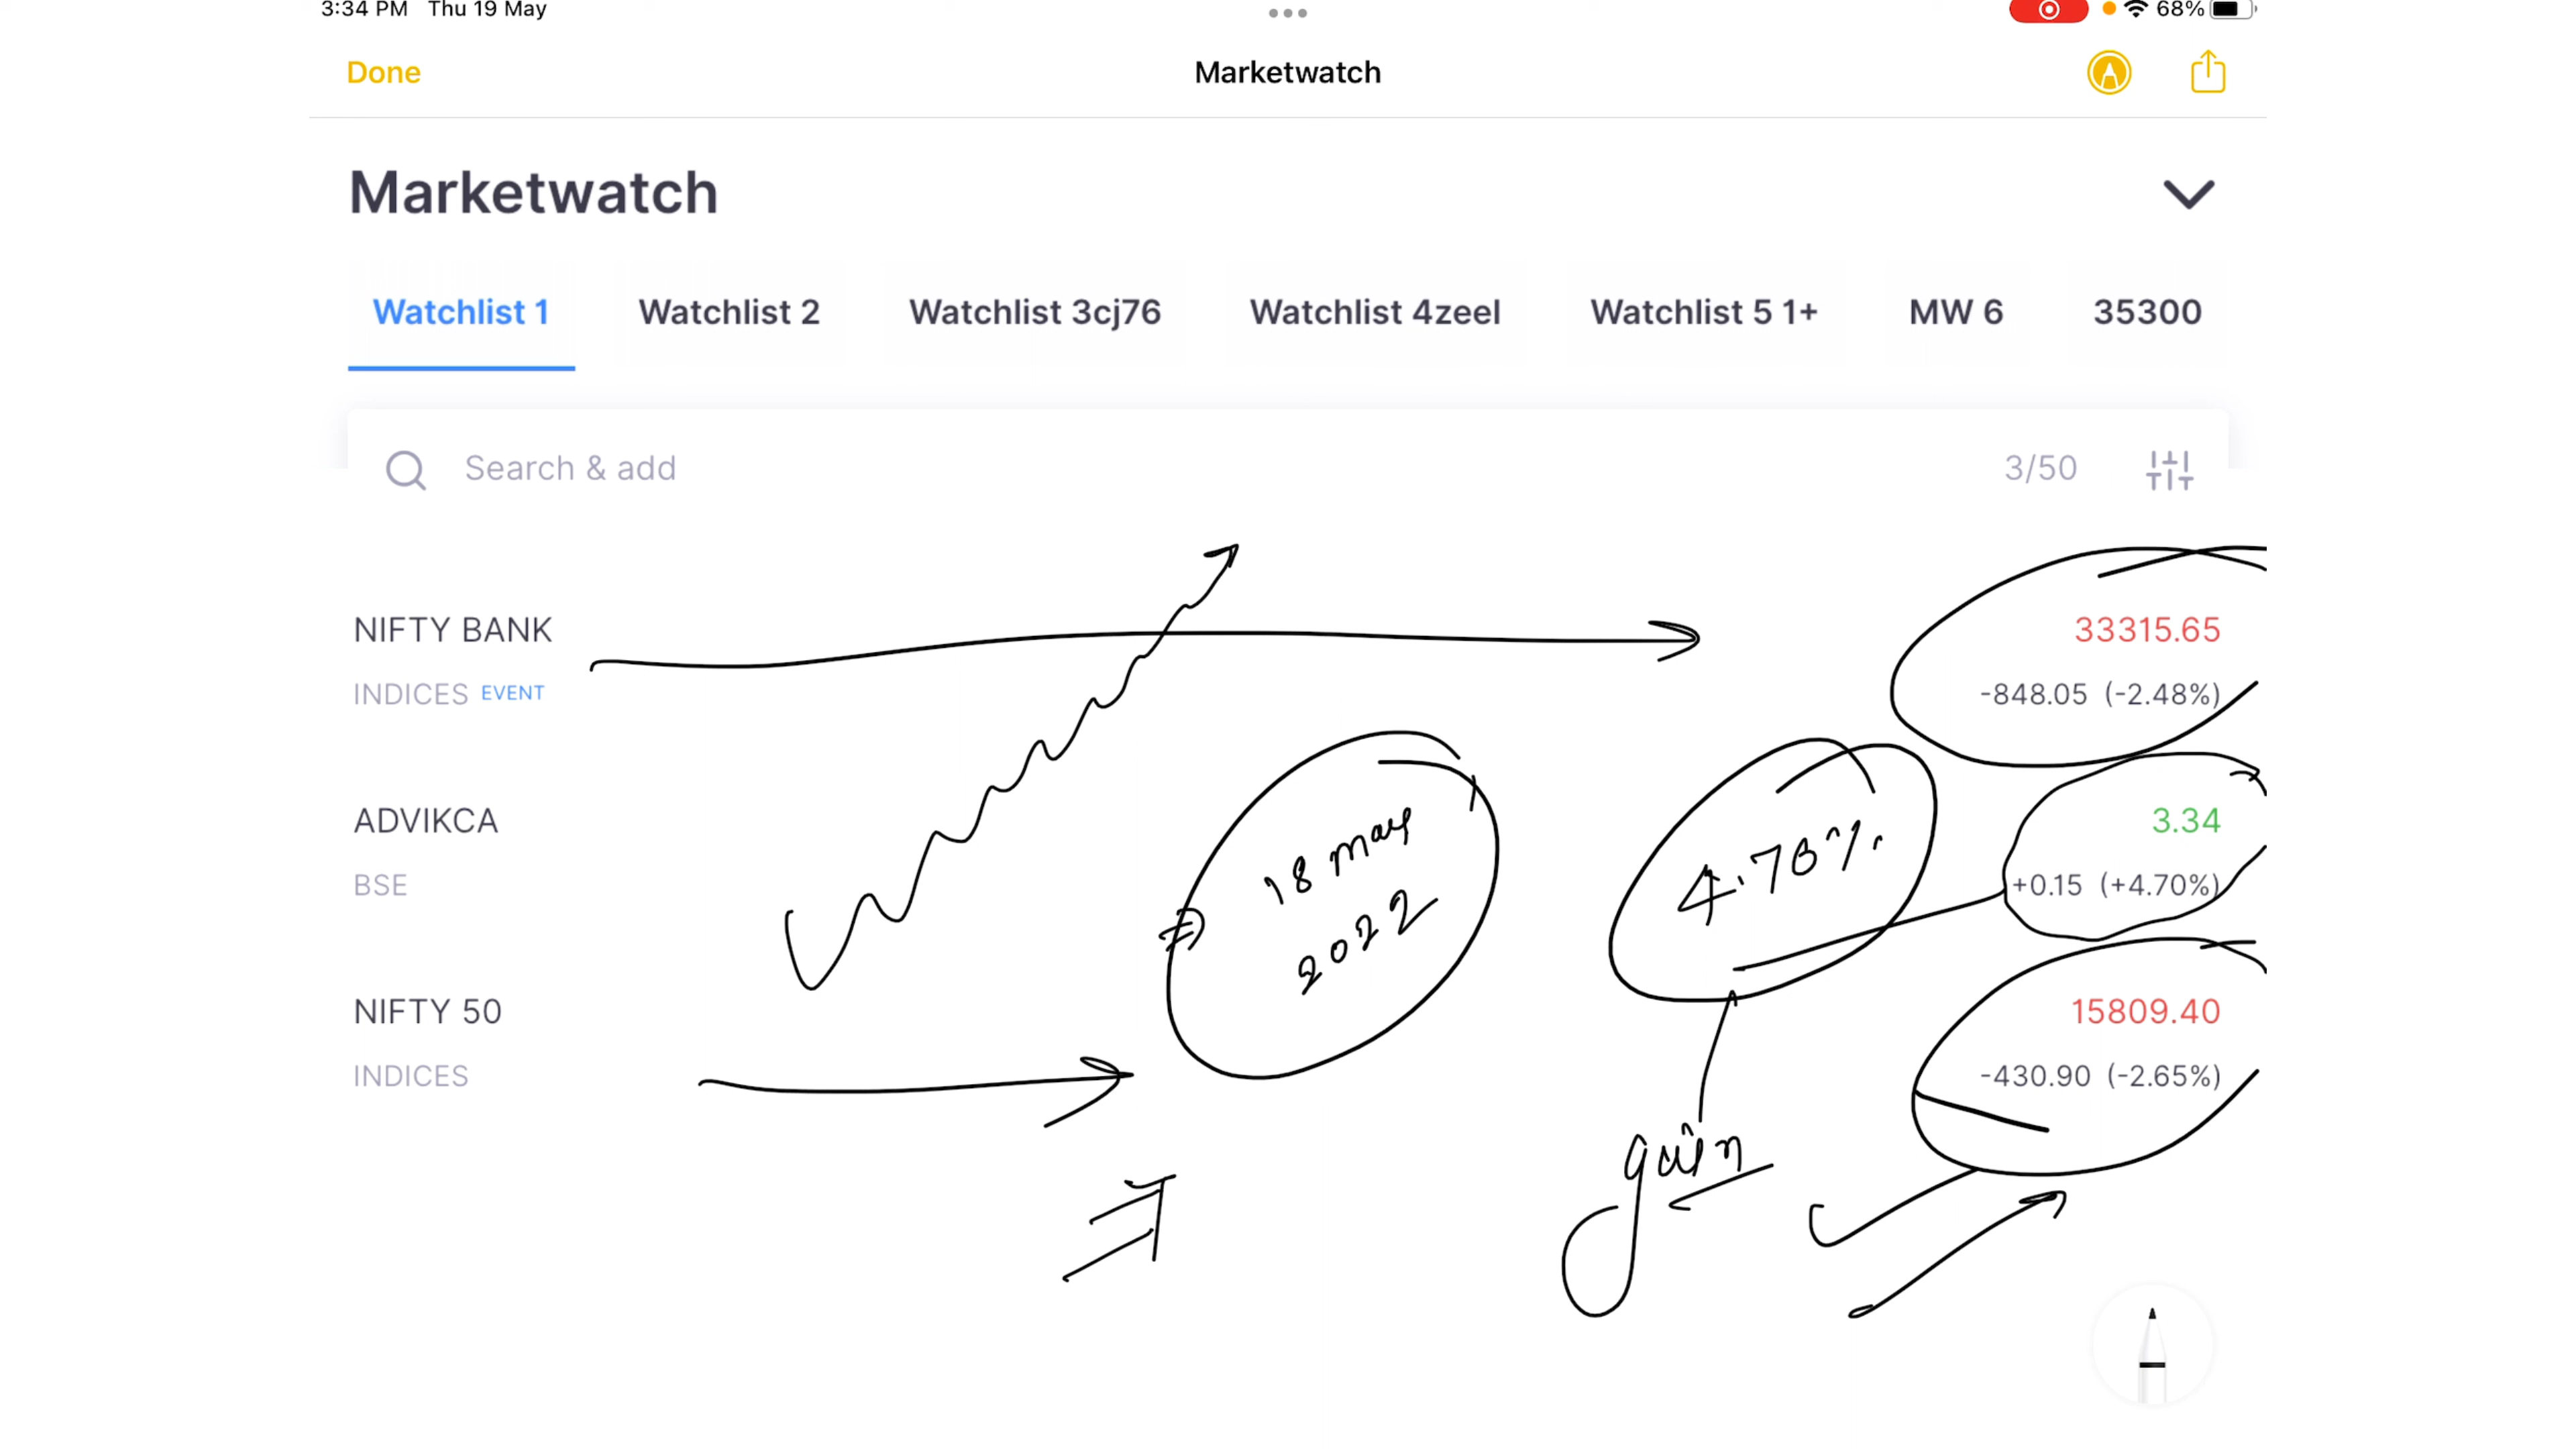 3:34 PM Thu 19 May
68%
Done
Marketwatch
Marketwatch
Watchlist 1
Watchlist 2
Watchlist 3cj76
Watchlist 4zeel
Watchlist 5 1+
MW 6
35300
Search & add
3/50
NIFTY BANK
33315.65
INDICES EVENT
-848.05 (-2.48%)
ADVIKCA
3.34
BSE
+0.15 (+4.70%)
18 may
2022
4.70%
NIFTY 50
15809.40
INDICES
-430.90 (-2.65%)
gain